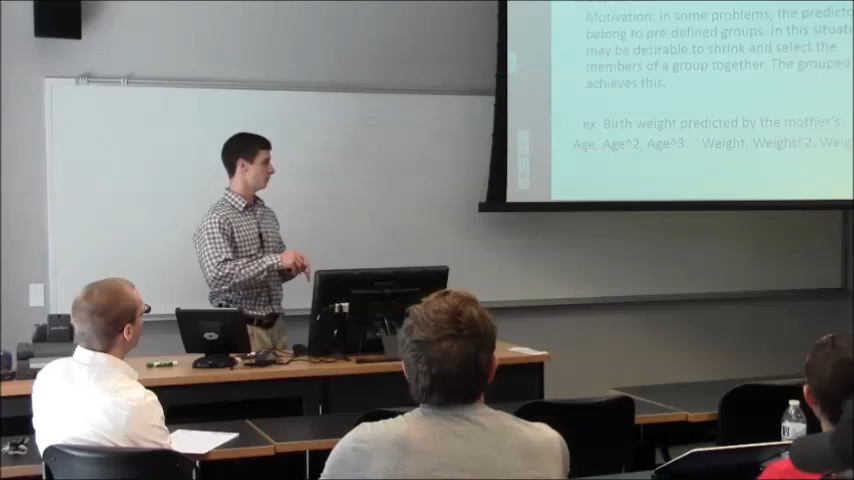 Motivation: In some problems, the predicto
belong to pre-defined groups. In this situati
may be desirable to shrink and select the
members of a group together. The grouped
achieves this.
ex: Birth weight predicted by the mother's
Age, Age^2, Age^3 Weight, Weight^2, Weig